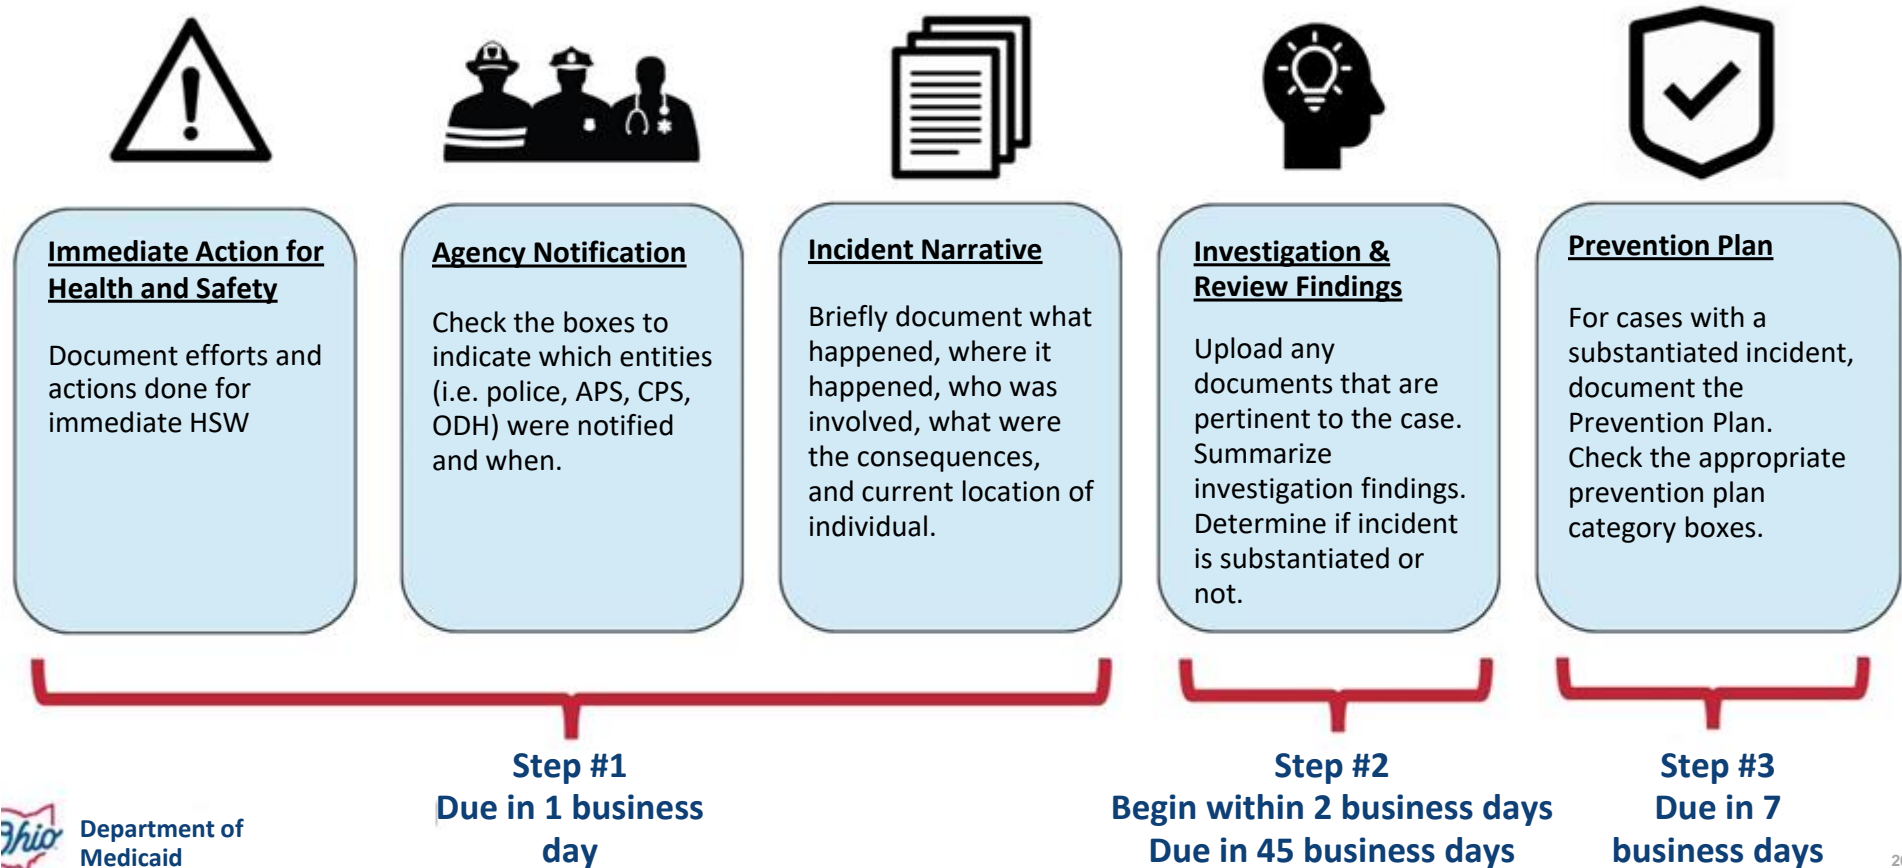 Immediate Action for
Health and Safety
Document efforts and
actions done for
immediate HSW
Agency Notification
Check the boxes to
indicate which entities
(i.e. police, APS, CPS,
ODH) were notified
and when.
Incident Narrative
Briefly document what
happened, where it
happened, who was
involved, what were
the consequences,
and current location of
individual.
Investigation &
Review Findings
Upload any
documents that are
pertinent to the case.
Summarize
investigation findings.
Determine if incident
is substantiated or
not.
Prevention Plan
For cases with a
substantiated incident,
document the
Prevention Plan.
Check the appropriate
prevention plan
category boxes.
Step #1
Due in 1 business
day
Step #2
Begin within 2 business days
Due in 45 business days
Step #3
Due in 7
business days
Ohio
Department of
Medicaid